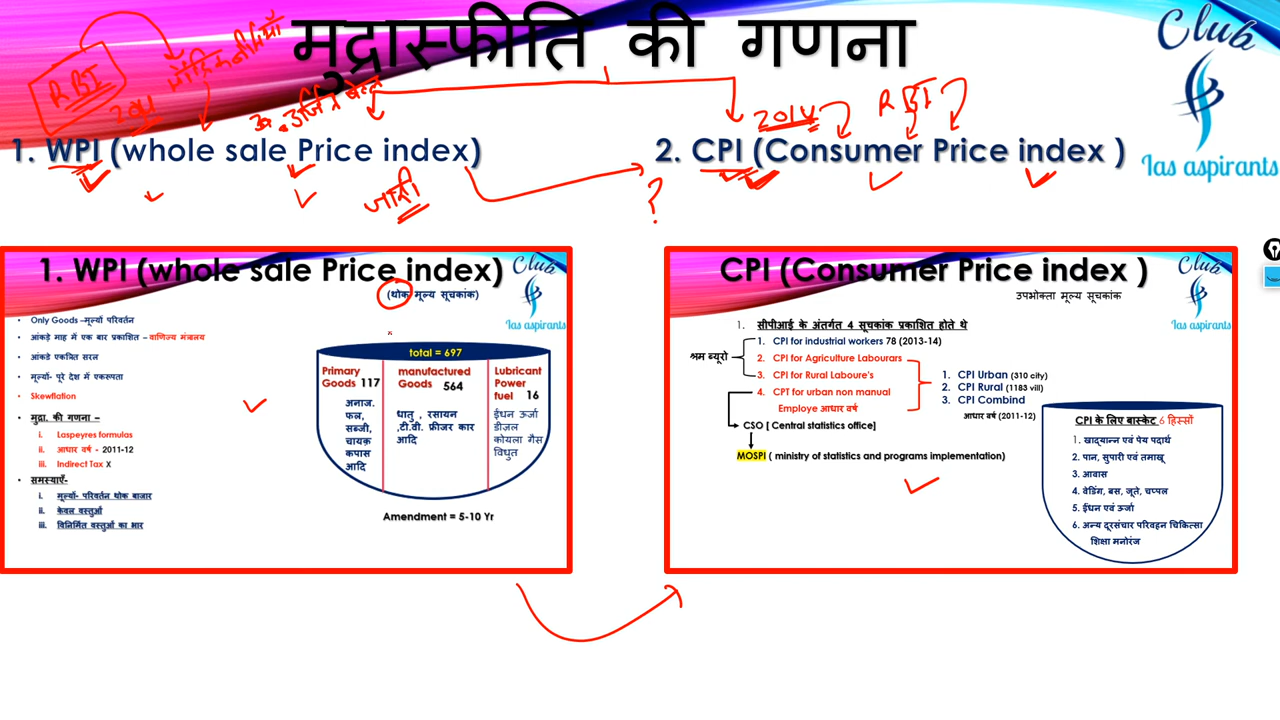 मुद्रास्फीति की गणना
Club
Ias aspirants
RBI
2014
2014
RBI
1. WPI (whole sale Price index)
2. CPI (Consumer Price index )
जारी
?
1. WPI (whole sale Price index)
(थोक मूल्य सूचकांक)
Club
Ias aspirants
• Only Goods –मूल्यों परिवर्तन
• आंकड़े माह में एक बार प्रकाशित – वाणिज्य मंत्रालय
• आंकडे एकत्रित सरल
• मूल्यों- पूरे देश में एकरुपता
• Skewflation
• मुद्रा. की गणना –
i. Laspeyres formulas
ii. आधार वर्ष - 2011-12
iii. Indirect Tax X
• समस्याएँ-
i. मूल्यों- परिवर्तन थोक बाजार
ii. केवल वस्तुओं
iii. विनिर्मित वस्तुओं का भार
total = 697
Primary Goods 117
अनाज.
फल,
सब्जी,
चायक़
कपास
आदि
manufactured
Goods 564
धातु , रसायन
,टी.वी. फ्रीजर कार
आदि
Lubricant
Power
fuel 16
ईंधन ऊर्जा
डीज़ल
कोयला गैस
विधुत
Amendment = 5-10 Yr
CPI (Consumer Price index )
उपभोक्ता मूल्य सूचकांक
Club
Ias aspirants
1. सीपीआई के अंतर्गत 4 सूचकांक प्रकाशित होते थे
श्रम ब्यूरो
1. CPI for industrial workers 78 (2013-14)
2. CPI for Agriculture Labourars
3. CPI for Rural Laboure's
4. CPT for urban non manual
Employe आधार वर्ष
CSO [ Central statistics office]
MOSPI ( ministry of statistics and programs implementation)
1. CPI Urban (310 city)
2. CPI Rural (1183 vill)
3. CPI Combind
आधार वर्ष (2011-12)
CPI के लिए बास्केट 6 हिस्सों
1. खाद्यान्न एवं पेय पदार्थ
2. पान, सुपारी एवं तमाखू
3. आवास
4. वेडिंग, बस, जूते, चप्पल
5. ईंधन एवं ऊर्जा
6. अन्य दूरसंचार परिवहन चिकित्सा
शिक्षा मनोरंज